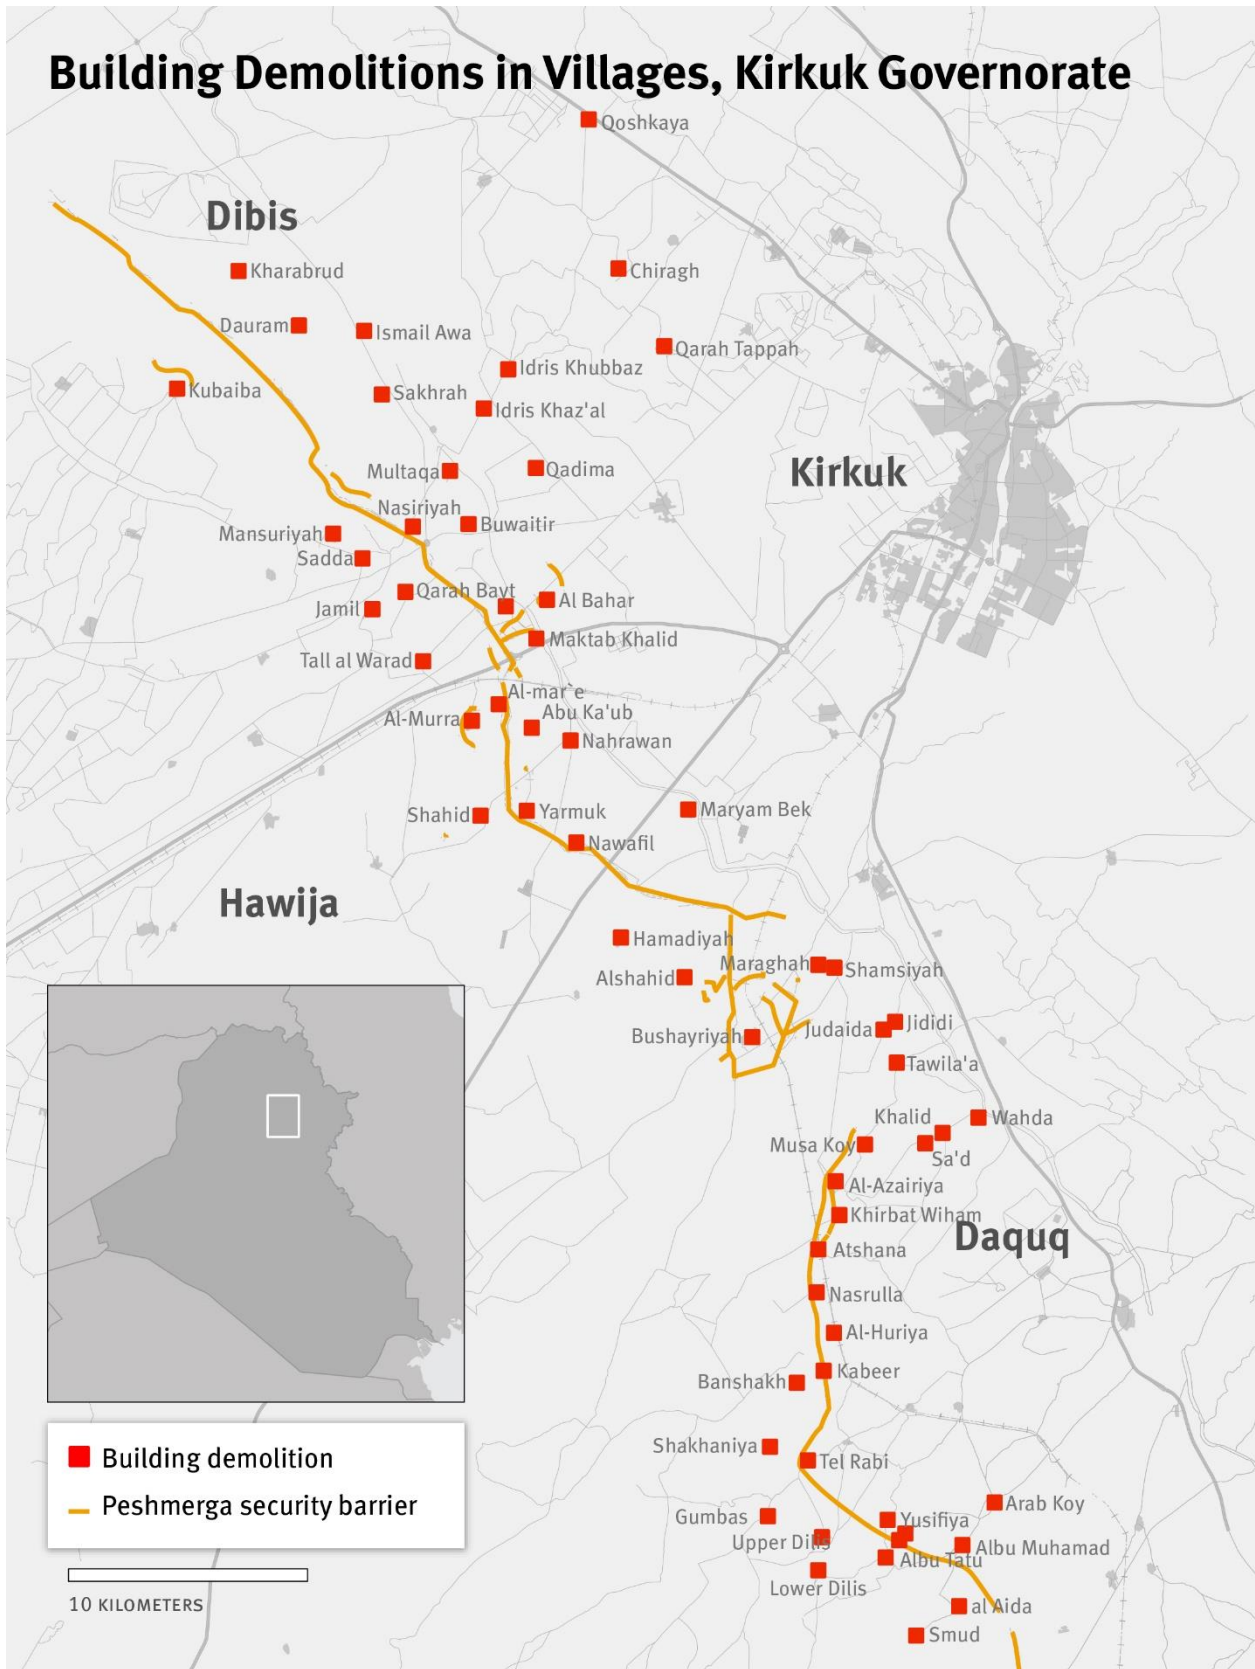 Building Demolitions in Villages, Kirkuk Governorate
Qoshkaya
Dibis
Kharabrud
Chiragh
Dauram
Ismail Awa
Qarah Tappah
Idris Khubbaz
Kubaiba
Sakhrah
Idris Khaz'al
Multaqa
Qadima
Kirkuk
Nasiriyah
Mansuriyah
Buwaitir
Sadda
Qarah Bayt
Al Bahar
Jamil
Maktab Khalid
Tall al Warad
Al-mar`e
Al-Murra
Abu Ka'ub
Nahrawan
Shahid
Yarmuk
Maryam Bek
Nawafil
Hawija
Hamadiyah
Maraghah
Shamsiyah
Alshahid
Bushayriyah
Judaida
Jididi
Tawila'a
Khalid
Wahda
Musa Koy
Sa'd
Al-Azairiya
Khirbat Wiham
Daquq
Atshana
Nasrulla
Al-Huriya
Kabeer
Banshakh
Shakhaniya
Tel Rabi
Arab Koy
Gumbas
Yusifiya
Upper Dilis
Albu Muhamad
Albu Tatu
Lower Dilis
al Aida
Smud
Building demolition
Peshmerga security barrier
10 KILOMETERS